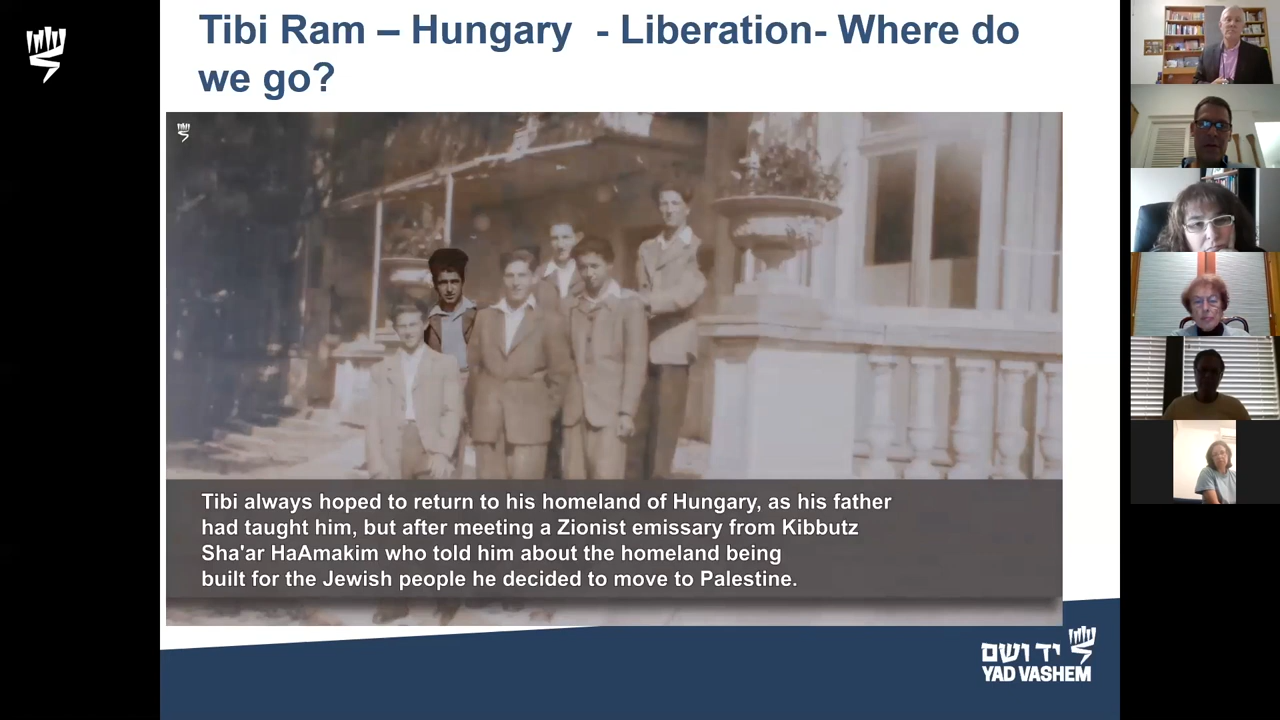 Tibi Ram – Hungary - Liberation- Where do
we go?
Tibi always hoped to return to his homeland of Hungary, as his father
had taught him, but after meeting a Zionist emissary from Kibbutz
Sha'ar HaAmakim who told him about the homeland being
built for the Jewish people he decided to move to Palestine.
יד ושם
YAD VASHEM